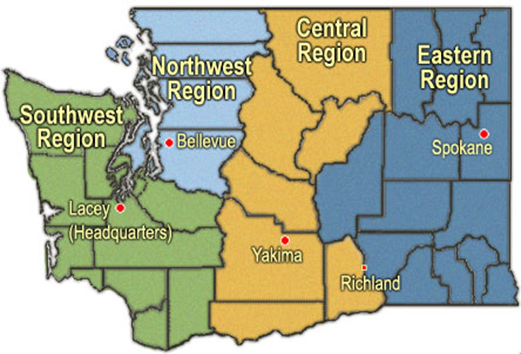 Central
Region
Northwest
Region
Eastern
Region
Southwest
Region
Bellevue
Spokane
Lacey
(Headquarters)
Yakima
Richland